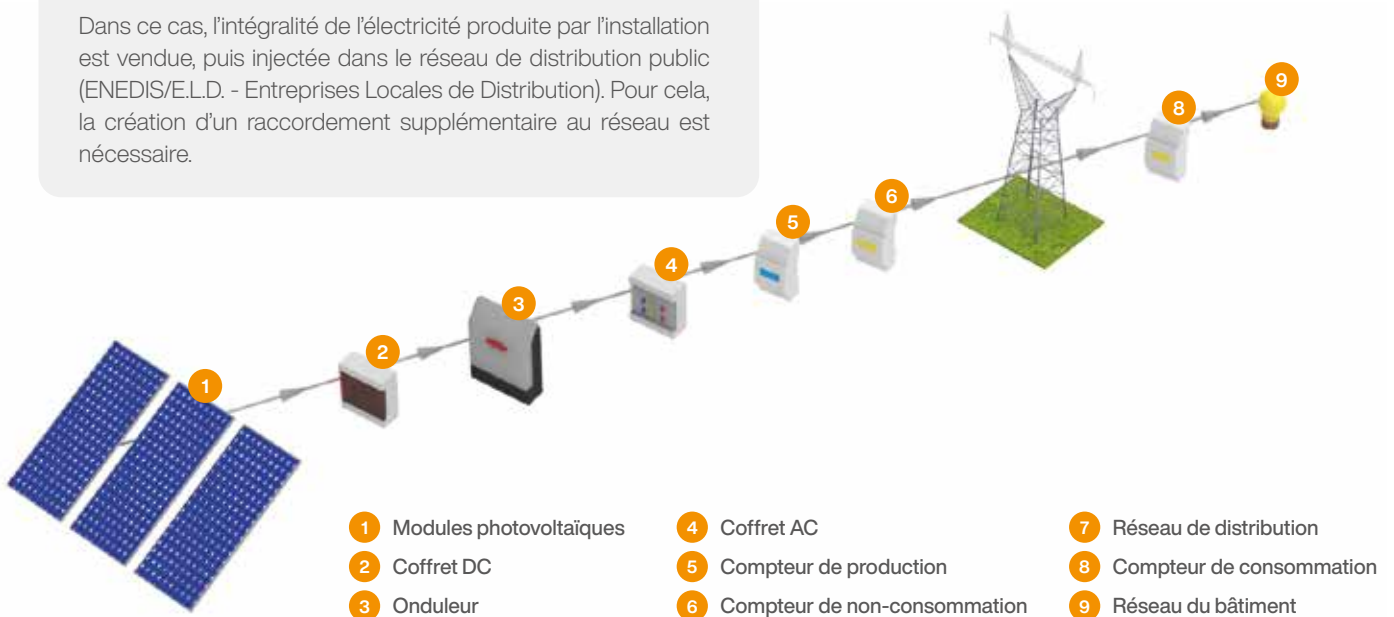 Dans ce cas, l'intégralité de l'électricité produite par l'installation
est vendue, puis injectée dans le réseau de distribution public
(ENEDIS/E.L.D. - Entreprises Locales de Distribution). Pour cela,
la création d'un raccordement supplémentaire au réseau est
nécessaire.
9
8
6
5
4
3
2
1
1 Modules photovoltaïques
2 Coffret DC
3 Onduleur
4 Coffret AC
5 Compteur de production
6 Compteur de non-consommation
7 Réseau de distribution
8 Compteur de consommation
9 Réseau du bâtiment